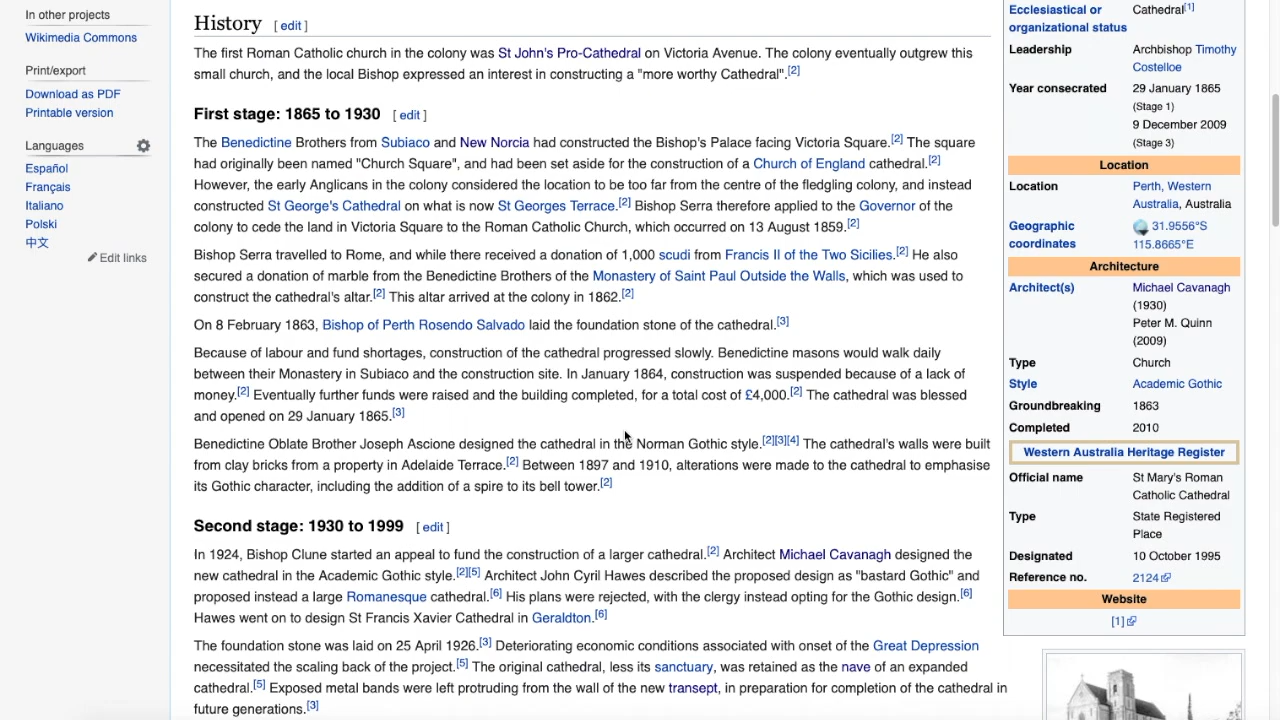 In other projects
Wikimedia Commons
Print/export
Download as PDF
Printable version
Languages
Español
Français
Italiano
Polski
中文
Edit links
History [ edit ]
The first Roman Catholic church in the colony was St John's Pro-Cathedral on Victoria Avenue. The colony eventually outgrew this
small church, and the local Bishop expressed an interest in constructing a "more worthy Cathedral".[2]
First stage: 1865 to 1930 [ edit ]
The Benedictine Brothers from Subiaco and New Norcia had constructed the Bishop's Palace facing Victoria Square.[2] The square
had originally been named "Church Square", and had been set aside for the construction of a Church of England cathedral.[2]
However, the early Anglicans in the colony considered the location to be too far from the centre of the fledgling colony, and instead
constructed St George's Cathedral on what is now St Georges Terrace.[2] Bishop Serra therefore applied to the Governor of the
colony to cede the land in Victoria Square to the Roman Catholic Church, which occurred on 13 August 1859.[2]
Bishop Serra travelled to Rome, and while there received a donation of 1,000 scudi from Francis II of the Two Sicilies.[2] He also
secured a donation of marble from the Benedictine Brothers of the Monastery of Saint Paul Outside the Walls, which was used to
construct the cathedral's altar.[2] This altar arrived at the colony in 1862.[2]
On 8 February 1863, Bishop of Perth Rosendo Salvado laid the foundation stone of the cathedral.[3]
Because of labour and fund shortages, construction of the cathedral progressed slowly. Benedictine masons would walk daily
between their Monastery in Subiaco and the construction site. In January 1864, construction was suspended because of a lack of
money.[2] Eventually further funds were raised and the building completed, for a total cost of £4,000.[2] The cathedral was blessed
and opened on 29 January 1865.[3]
Benedictine Oblate Brother Joseph Ascione designed the cathedral in the Norman Gothic style.[2][3][4] The cathedral's walls were built
from clay bricks from a property in Adelaide Terrace.[2] Between 1897 and 1910, alterations were made to the cathedral to emphasise
its Gothic character, including the addition of a spire to its bell tower.[2]
Second stage: 1930 to 1999 [ edit ]
In 1924, Bishop Clune started an appeal to fund the construction of a larger cathedral.[2] Architect Michael Cavanagh designed the
new cathedral in the Academic Gothic style.[2][5] Architect John Cyril Hawes described the proposed design as "bastard Gothic" and
proposed instead a large Romanesque cathedral.[6] His plans were rejected, with the clergy instead opting for the Gothic design.[6]
Hawes went on to design St Francis Xavier Cathedral in Geraldton.[6]
The foundation stone was laid on 25 April 1926.[3] Deteriorating economic conditions associated with onset of the Great Depression
necessitated the scaling back of the project.[5] The original cathedral, less its sanctuary, was retained as the nave of an expanded
cathedral.[5] Exposed metal bands were left protruding from the wall of the new transept, in preparation for completion of the cathedral in
future generations.[3]
Ecclesiastical or Cathedral[1]
organizational status
Leadership Archbishop Timothy
Costelloe
Year consecrated 29 January 1865
(Stage 1)
9 December 2009
(Stage 3)
Location
Location Perth, Western
Australia, Australia
Geographic 31.9556°S
coordinates 115.8665°E
Architecture
Architect(s) Michael Cavanagh
(1930)
Peter M. Quinn
(2009)
Type Church
Style Academic Gothic
Groundbreaking 1863
Completed 2010
Western Australia Heritage Register
Official name St Mary's Roman
Catholic Cathedral
Type State Registered
Place
Designated 10 October 1995
Reference no. 2124
Website
[1]